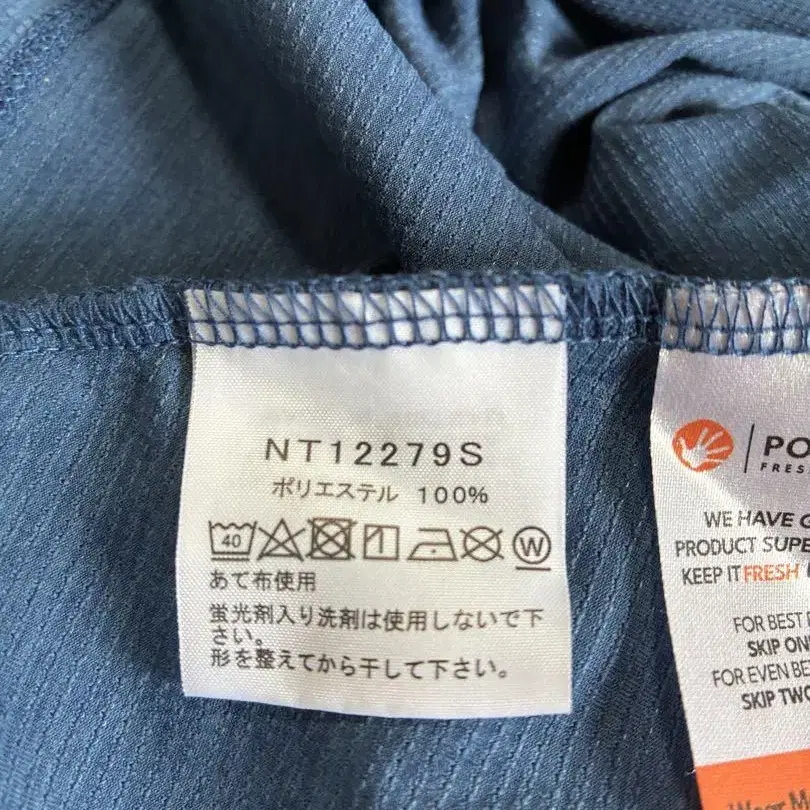 NT12279S
ポリエステル 100%
40
W
あて布使用
蛍光剤入り洗剤は使用しないで下
さい。
形を整えてから干して下さい。
PO
FRES
WE HAVE
PRODUCT SUPE
KEEP IT FRESH
FOR BEST
SKIP ON
FOR EVEN BE
SKIP TWO
Wear M